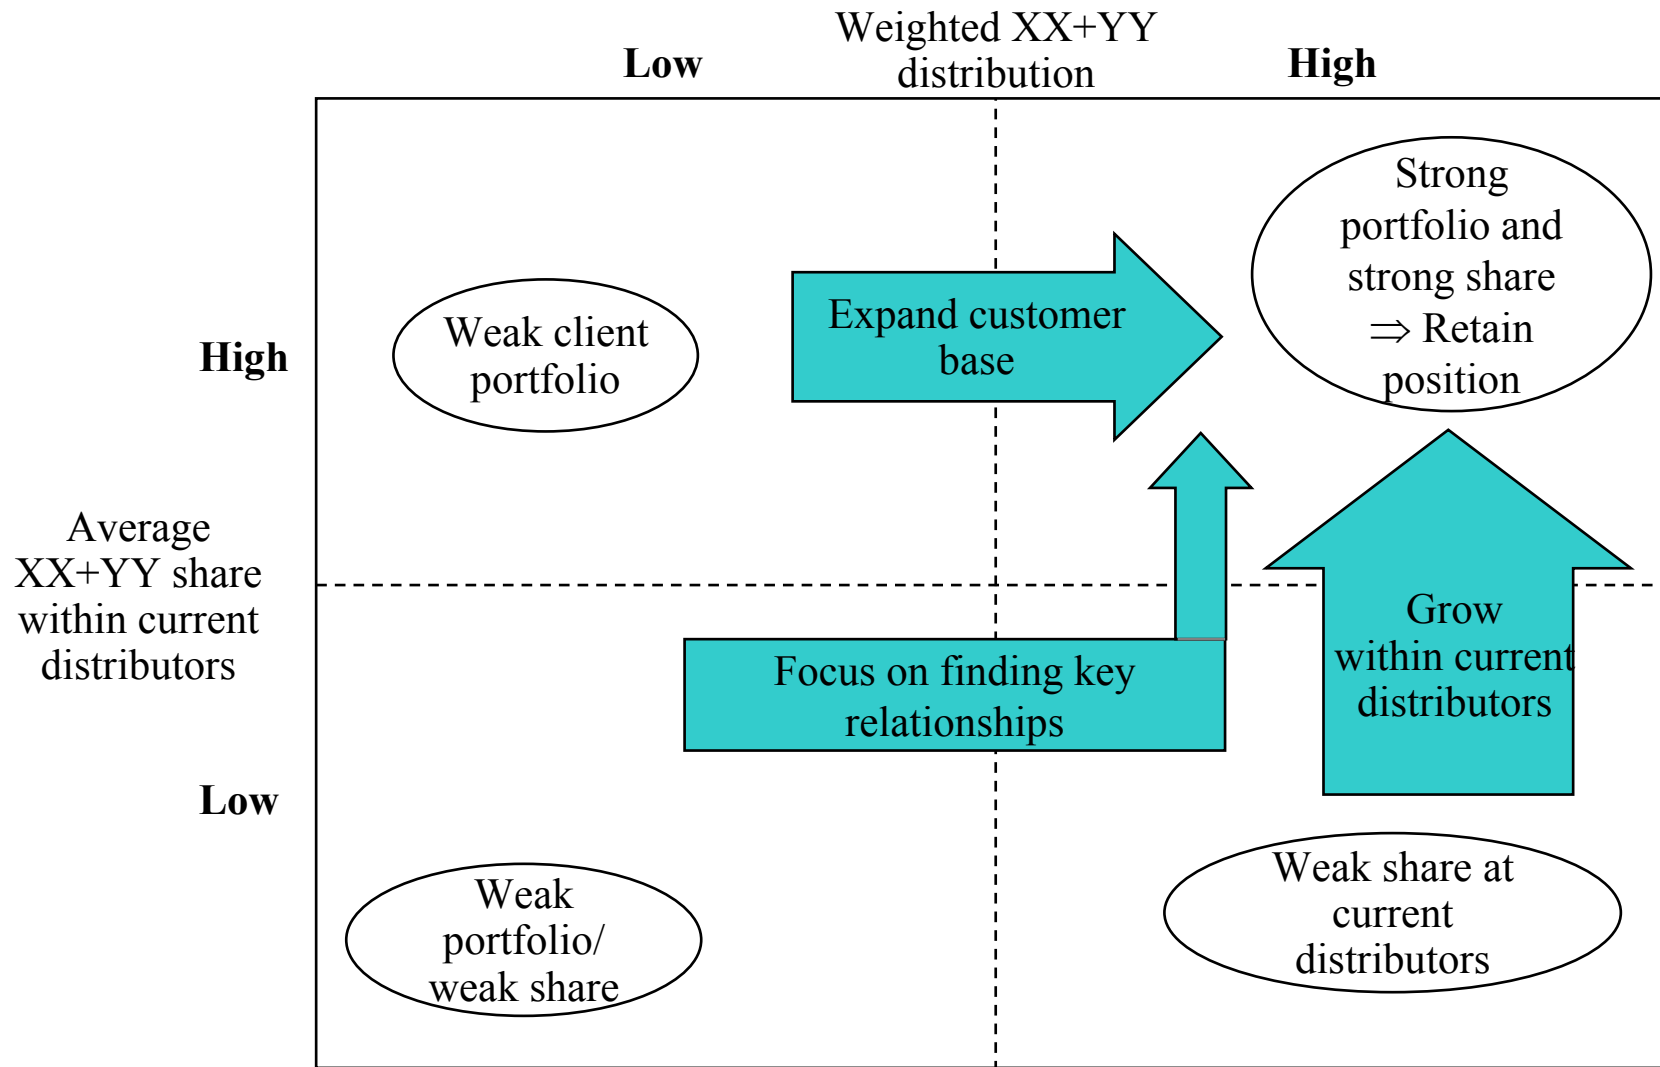 Weighted XX+YY
distribution
Low
High
Strong
portfolio and
strong share
⇒ Retain
position
Expand customer
base
Weak client
portfolio
High
Average
XX+YY share
within current
distributors
Grow
within current
distributors
Focus on finding key
relationships
Low
Weak share at
current
distributors
Weak
portfolio/
weak share